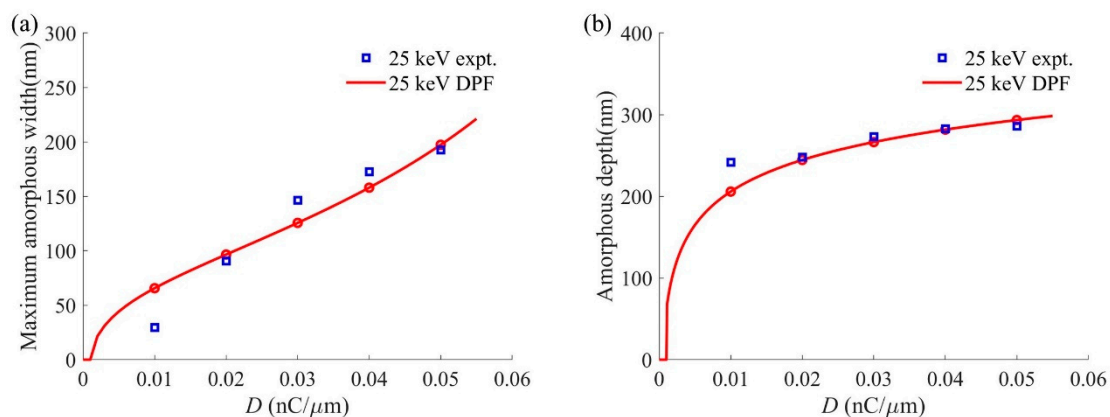 (a)
300
250
200
150
100
50
0
Maximum amorphous width(nm)
25 keV expt.
25 keV DPF
0 0.01 0.02 0.03 0.04 0.05 0.06
D (nC/μm)
(b)
400
300
200
100
0
Amorphous depth(nm)
25 keV expt.
25 keV DPF
0 0.01 0.02 0.03 0.04 0.05 0.06
D (nC/μm)